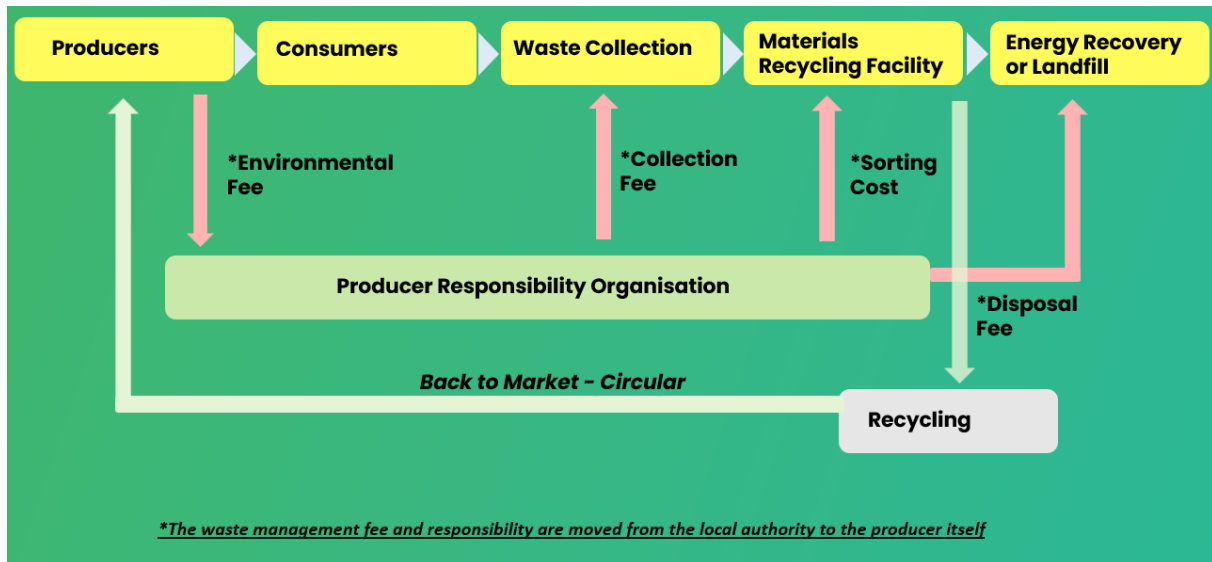 Producers
Consumers
Waste Collection
Materials
Recycling Facility
Energy Recovery
or Landfill
*Environmental
Fee
*Collection
Fee
*Sorting
Cost
Producer Responsibility Organisation
*Disposal
Fee
Back to Market - Circular
Recycling
*The waste management fee and responsibility are moved from the local authority to the producer itself